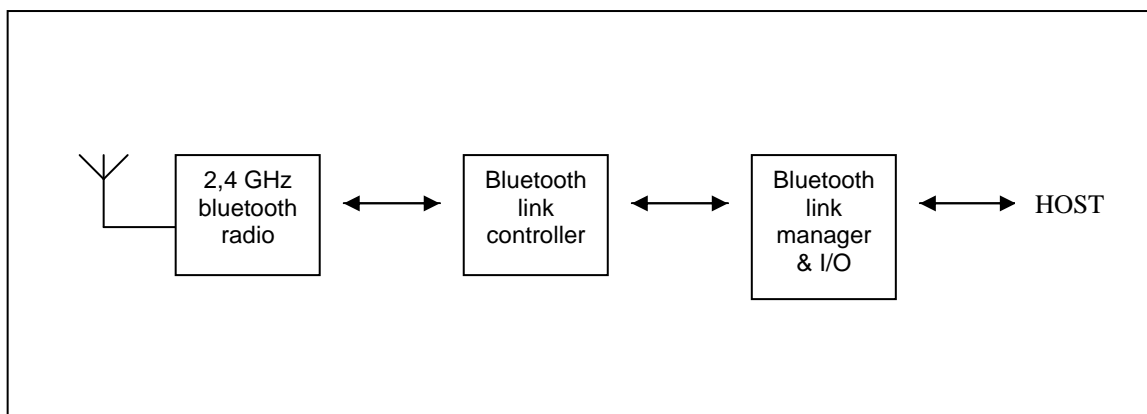 2,4 GHz
bluetooth
radio
Bluetooth
link
controller
Bluetooth
link
manager
& I/O
HOST